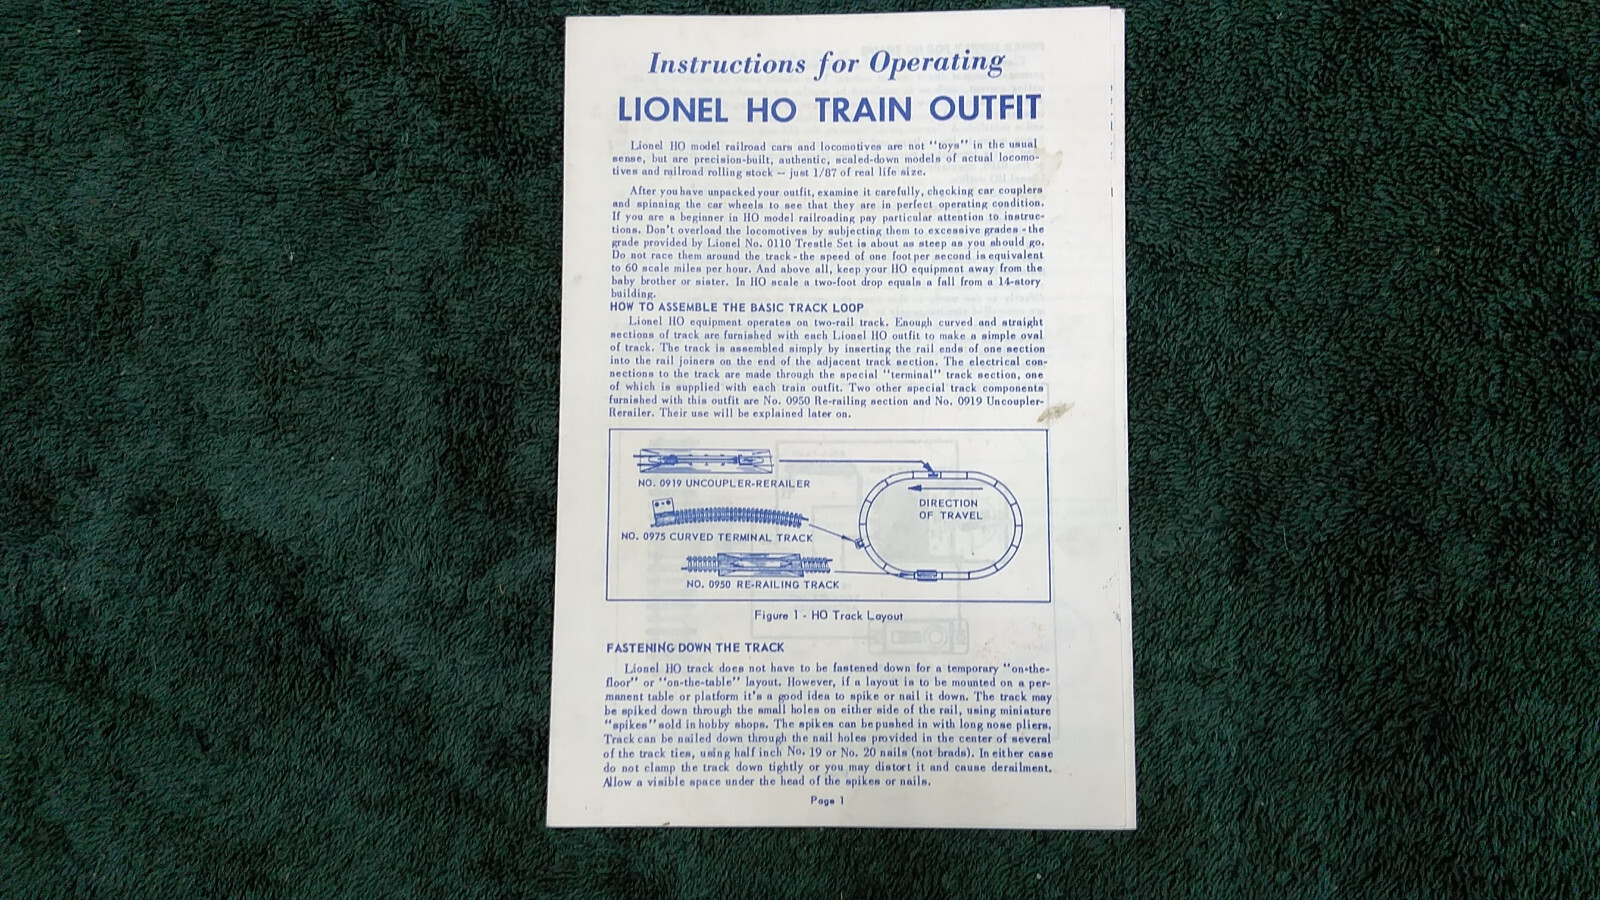 Instructions for Operating
LIONEL HO TRAIN OUTFIT
Lionel HO model railroad cars and locomotives are not "toys" in the usual
sense, but are precision-built, authentic, scaled-down models of actual locomo-
tives and railroad rolling stock — just 1/87 of real life size.
After you have unpacked your outfit, examine it carefully, checking car couplers
and spinning the car wheels to see that they are in perfect operating condition.
If you are a beginner in HO model railroading pay particular attention to instruc-
tions. Don't overload the locomotives by subjecting them to excessive grades - the
grade provided by Lionel No. 0110 Trestle Set is about as steep as you should go.
Do not race them around the track - the speed of one foot per second is equivalent
to 60 scale miles per hour. And above all, keep your HO equipment away from the
baby brother or sister. In HO scale a two-foot drop equals a fall from a 14-story
building.
HOW TO ASSEMBLE THE BASIC TRACK LOOP
Lionel HO equipment operates on two-rail track. Enough curved and straight
sections of track are furnished with each Lionel HO outfit to make a simple oval
of track. The track is assembled simply by inserting the rail ends of one section
into the rail joiners on the end of the adjacent track section. The electrical con-
nections to the track are made through the special "terminal" track section, one
of which is supplied with each train outfit. Two other special track components
furnished with this outfit are No. 0950 Re-railing section and No. 0919 Uncoupler-
Rerailer. Their use will be explained later on.
NO. 0919 UNCOUPLER-RERAILER
DIRECTION
OF TRAVEL
NO. 0975 CURVED TERMINAL TRACK
NO. 0950 RE-RAILING TRACK
Figure 1 - HO Track Layout
FASTENING DOWN THE TRACK
Lionel HO track does not have to be fastened down for a temporary "on-the-
floor" or "on-the-table" layout. However, if a layout is to be mounted on a per-
manent table or platform it's a good idea to spike or nail it down. The track may
be spiked down through the small holes on either side of the rail, using miniature
"spikes" sold in hobby shops. The spikes can be pushed in with long nose pliers.
Track can be nailed down through the nail holes provided in the center of several
of the track ties, using half inch No. 19 or No. 20 nails (not brads). In either case
do not clamp the track down tightly or you may distort it and cause derailment.
Allow a visible space under the head of the spikes or nails.
Page 1